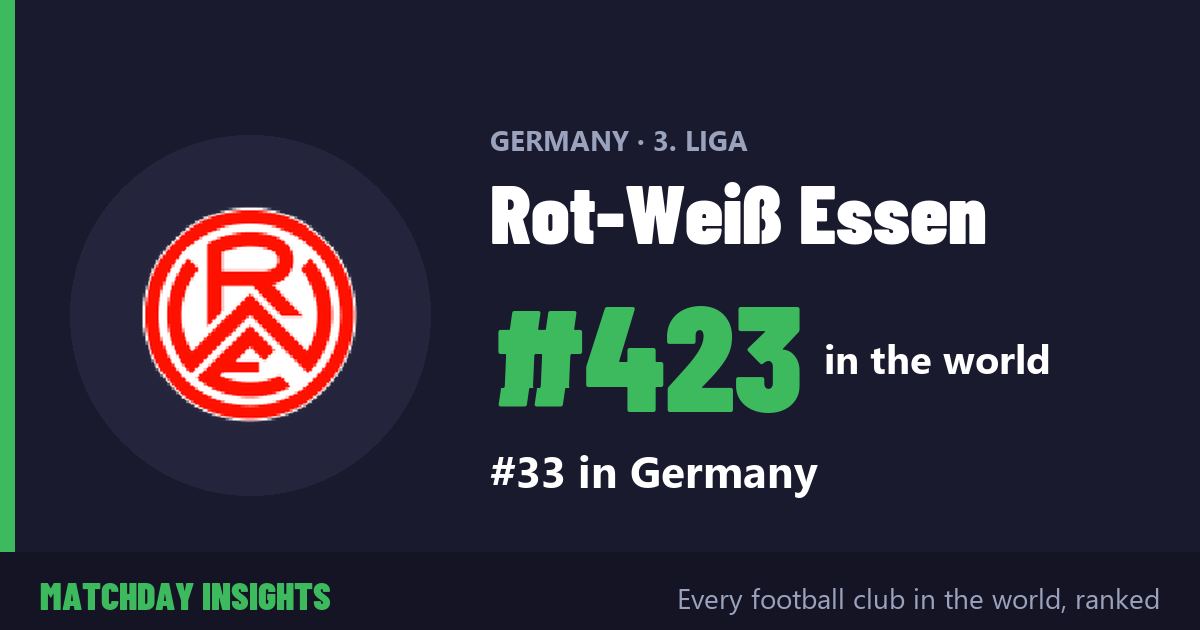 GERMANY · 3. LIGA
Rot-Weiß Essen
#423 in the world
#33 in Germany
RWE
MATCHDAY INSIGHTS
Every football club in the world, ranked